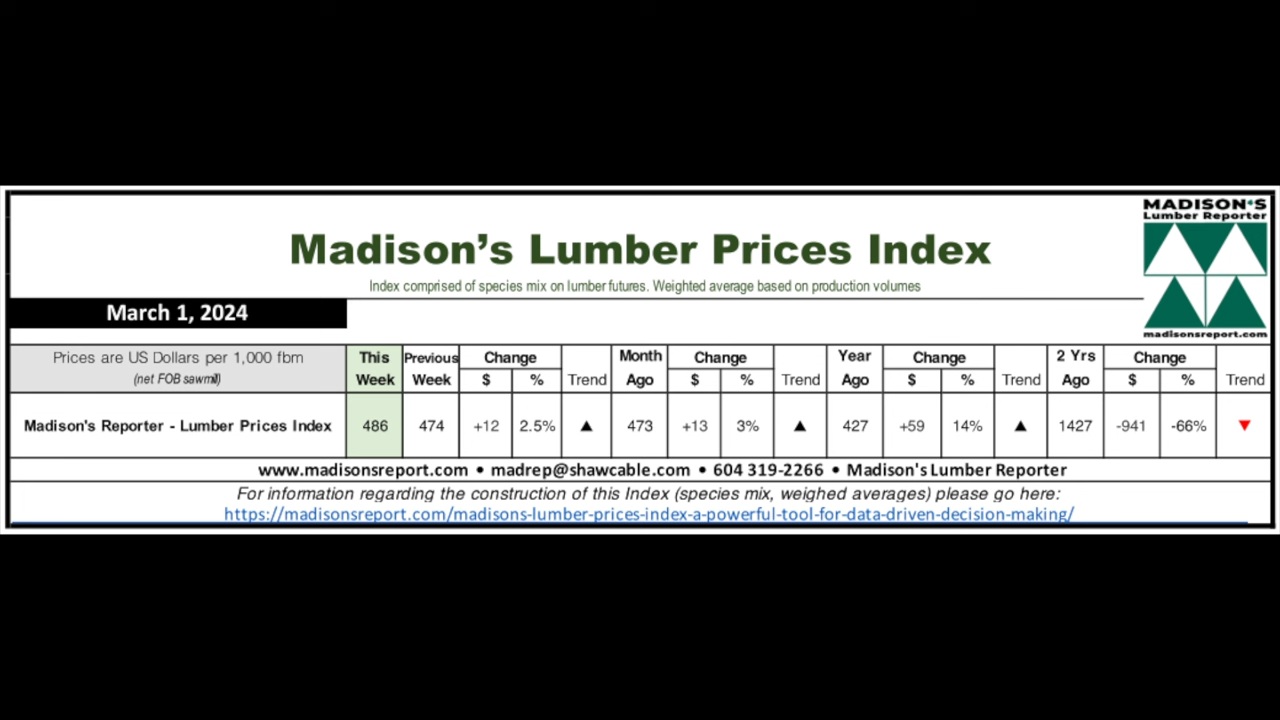 MADISON'S
Lumber Reporter
Madison's Lumber Prices Index
Index comprised of species mix on lumber futures. Weighted average based on production volumes
madisonsreport.com
March 1, 2024
Prices are US Dollars per 1,000 fbm This Previous Change Month Change Year Change 2 Yrs Change
(net FOB sawmill) Week Week $ % Trend Ago $ % Trend Ago $ % Trend Ago $ % Trend
Madison's Reporter - Lumber Prices Index 486 474 +12 2.5% ▲ 473 +13 3% ▲ 427 +59 14% ▲ 1427 -941 -66% ▼
www.madisonsreport.com • madrep@shawcable.com • 604 319-2266 • Madison's Lumber Reporter
For information regarding the construction of this Index (species mix, weighed averages) please go here:
https://madisonsreport.com/madisons-lumber-prices-index-a-powerful-tool-for-data-driven-decision-making/